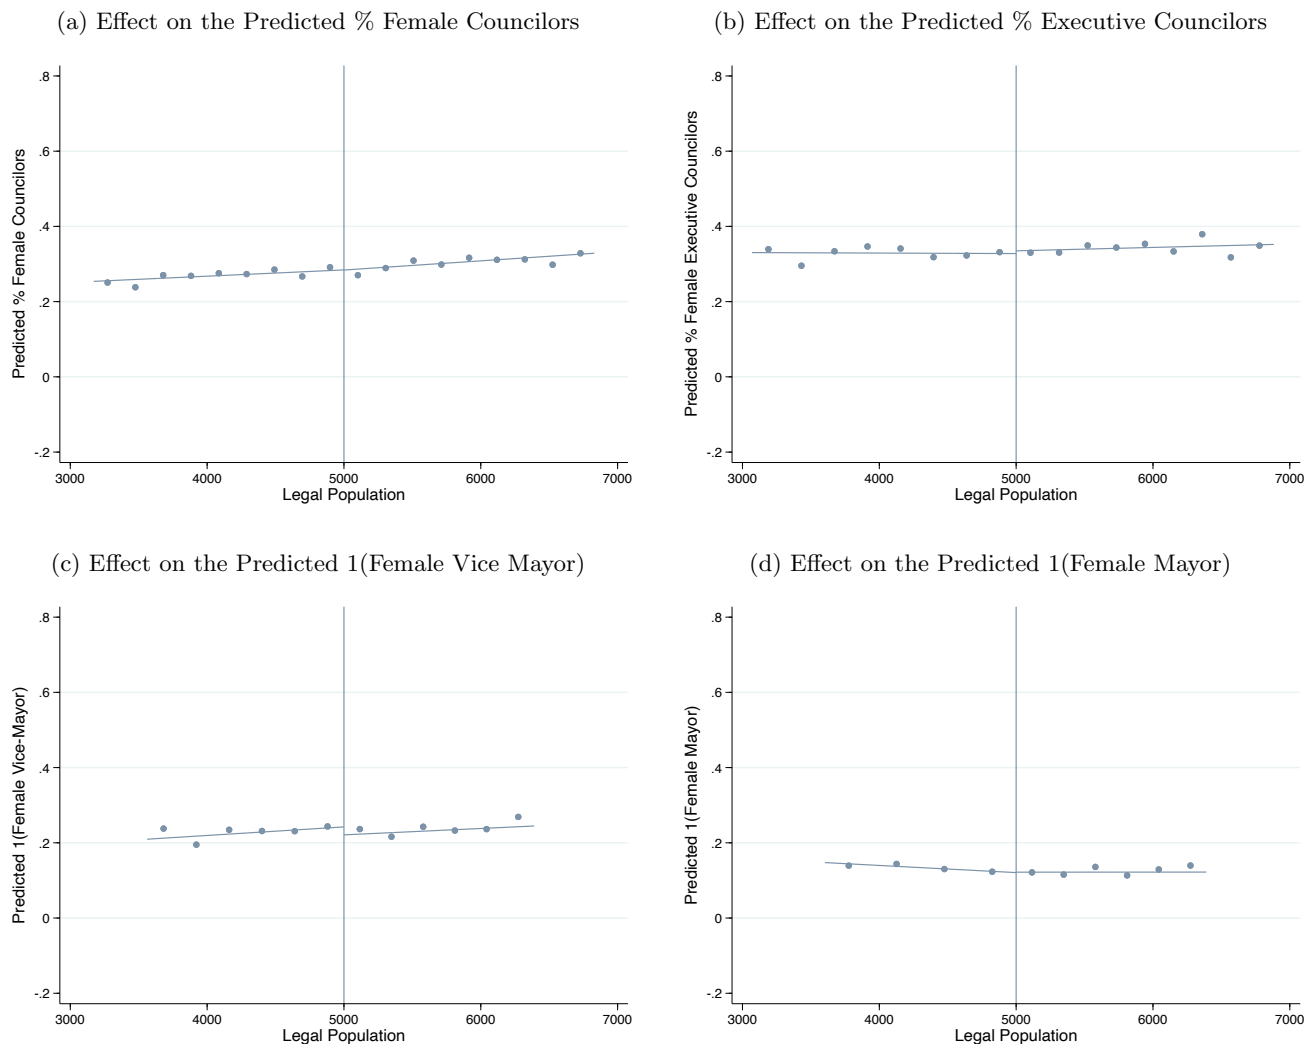 (a) Effect on the Predicted % Female Councilors
Predicted % Female Councilors
.8
.6
.4
.2
0
-.2
3000 4000 5000 6000 7000
Legal Population
(b) Effect on the Predicted % Executive Councilors
Predicted % Female Executive Councilors
.8
.6
.4
.2
0
-.2
3000 4000 5000 6000 7000
Legal Population
(c) Effect on the Predicted 1(Female Vice Mayor)
Predicted 1(Female Vice-Mayor)
.8
.6
.4
.2
0
-.2
3000 4000 5000 6000 7000
Legal Population
(d) Effect on the Predicted 1(Female Mayor)
Predicted 1(Female Mayor)
.8
.6
.4
.2
0
-.2
3000 4000 5000 6000 7000
Legal Population